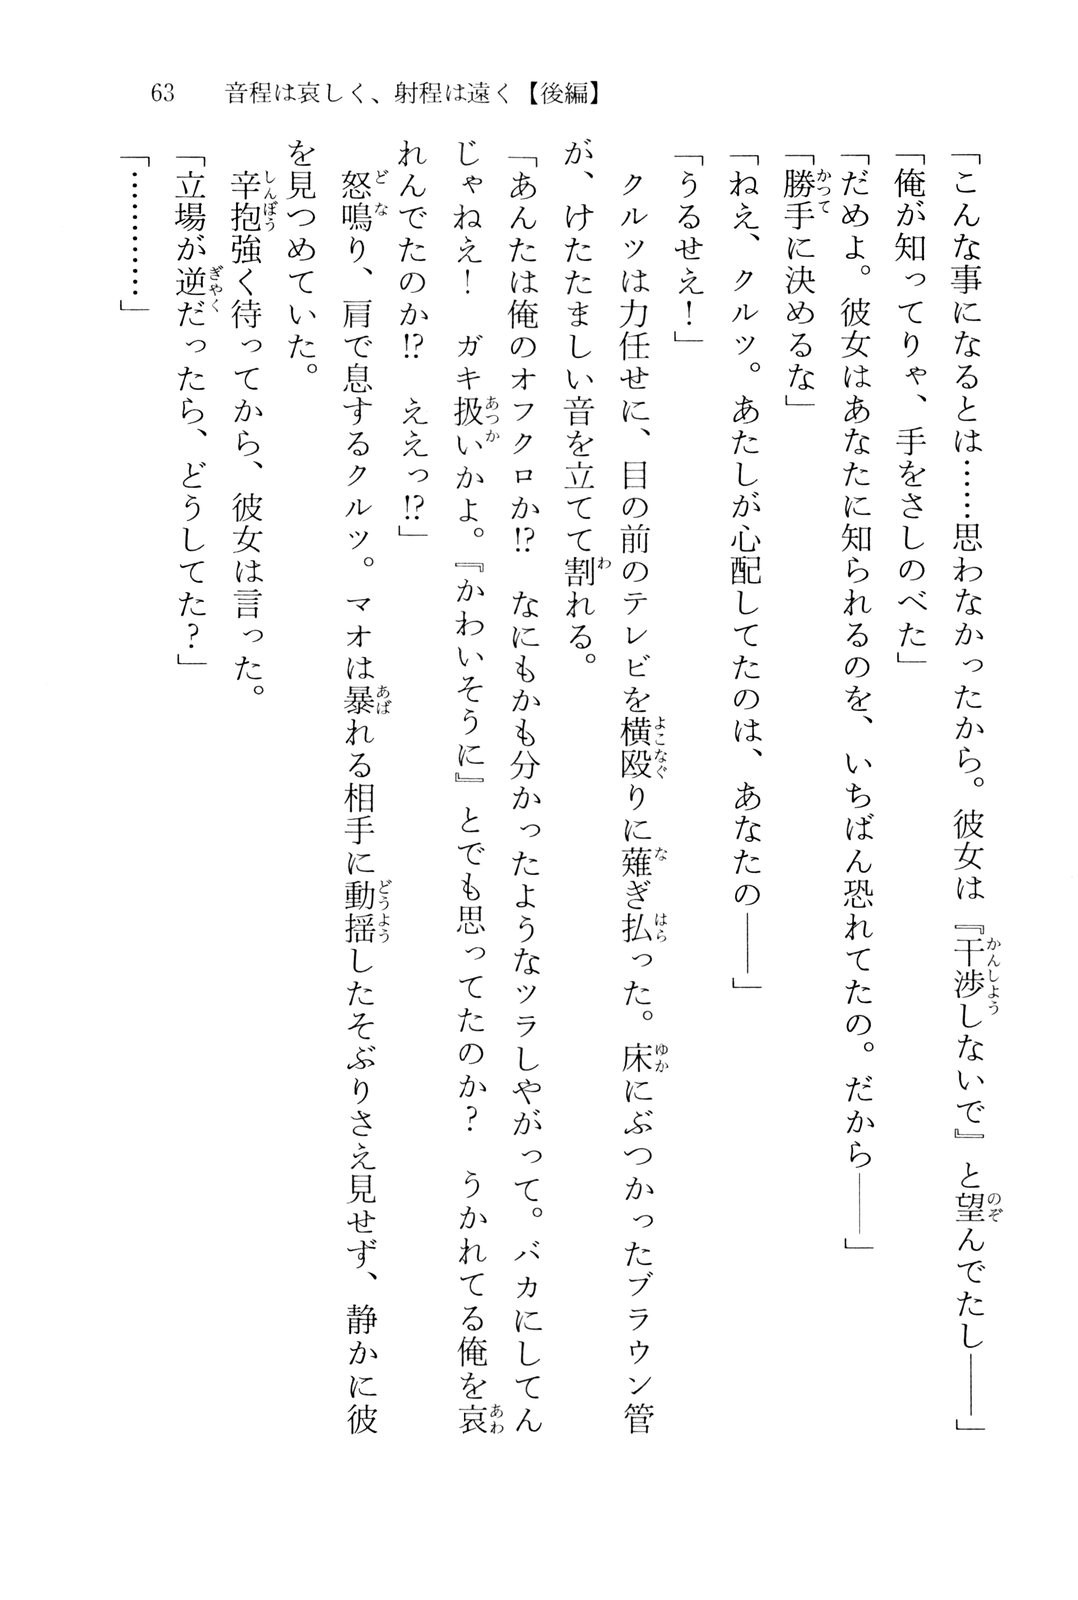 63　音程は哀しく、射程は遠く【後編】
「こんな事になるとは……思わなかったから。彼女は『干渉しないで』と望んでたし――」
「俺が知ってりゃ、手をさしのべた」
「だめよ。彼女はあなたに知られるのを、いちばん恐れてたの。だから――」
「勝手に決めるな」
「ねえ、クルツ。あたしが心配してたのは、あなたの――」
「うるせえ！」
　クルツは力任せに、目の前のテレビを横殴りに薙ぎ払った。床にぶつかったブラウン管
が、けたたましい音を立てて割れる。
「あんたは俺のオフクロか!?　なにもかも分かったようなツラしやがって。バカにしてん
じゃねえ！　ガキ扱いかよ。『かわいそうに』とでも思ってたのか？　うかれてる俺を哀
れんでたのか!?　ええっ!?」
　怒鳴り、肩で息するクルツ。マオは暴れる相手に動揺したそぶりさえ見せず、静かに彼
を見つめていた。
　辛抱強く待ってから、彼女は言った。
「立場が逆だったら、どうしてた？」
「…………」